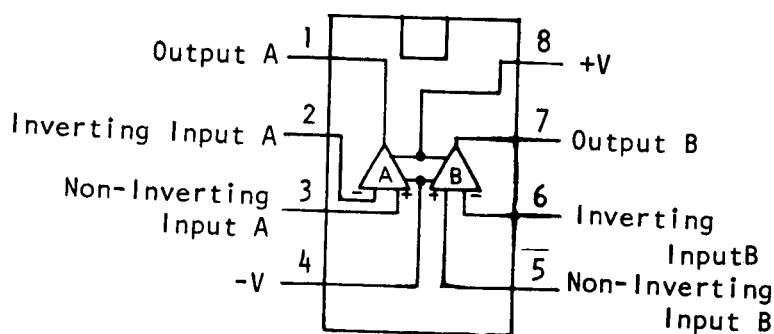 Output A
1
Inverting Input A
2
Non-Inverting
Input A
3
-V
4
8
+V
7
Output B
6
Inverting
InputB
5
Non-Inverting
Input B
A
B
-
+
+
-